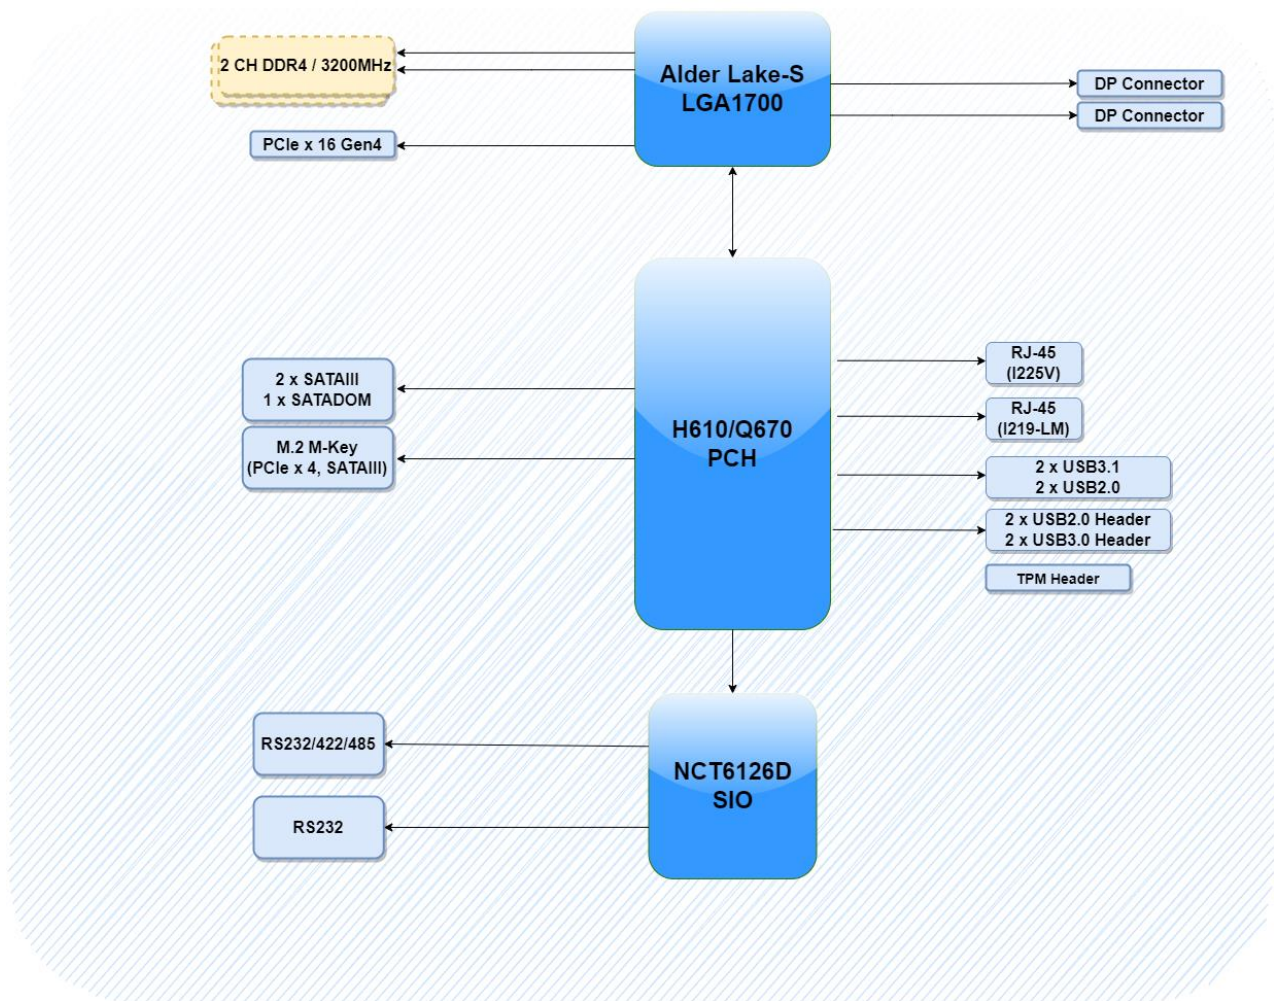 2 CH DDR4 / 3200MHz
PCIe x 16 Gen4
Alder Lake-S
LGA1700
DP Connector
DP Connector
2 x SATAIII
1 x SATADOM
M.2 M-Key
(PCIe x 4, SATAIII)
H610/Q670
PCH
RJ-45
(I225V)
RJ-45
(I219-LM)
2 x USB3.1
2 x USB2.0
2 x USB2.0 Header
2 x USB3.0 Header
TPM Header
RS232/422/485
RS232
NCT6126D
SIO